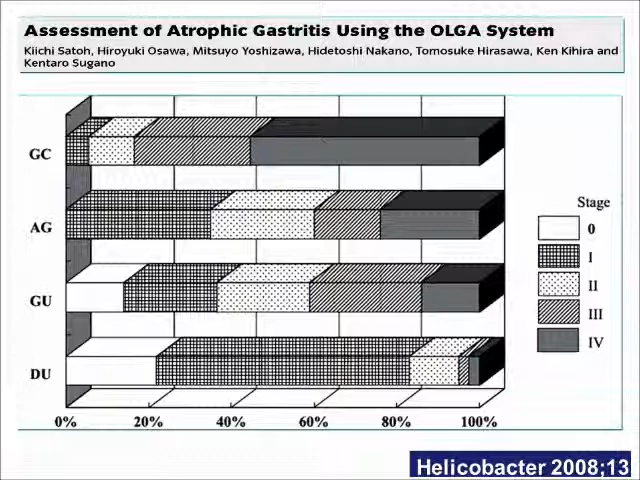 Assessment of Atrophic Gastritis Using the OLGA System
Kiichi Satoh, Hiroyuki Osawa, Mitsuyo Yoshizawa, Hidetoshi Nakano, Tomosuke Hirasawa, Ken Kihira and
Kentaro Sugano
GC
AG
GU
DU
0% 20% 40% 60% 80% 100%
Stage
0
I
II
III
IV
Helicobacter 2008;13